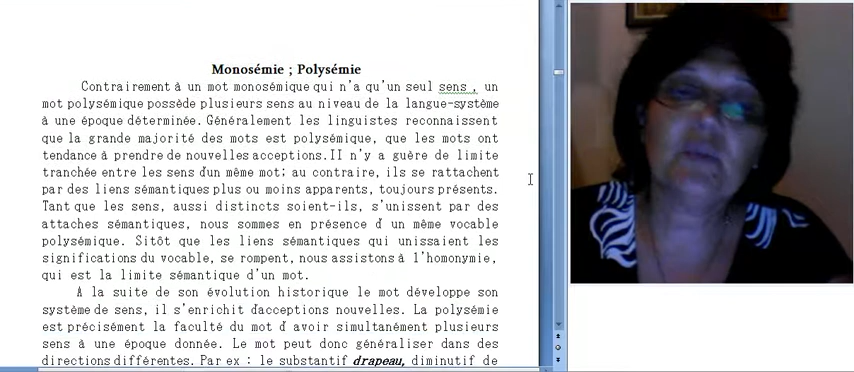 Monosémie ; Polysémie
Contrairement à un mot monosémique qui n'a qu'un seul sens , un
mot polysémique possède plusieurs sens au niveau de la langue-système
à une époque déterminée. Généralement les linguistes reconnaissent
que la grande majorité des mots est polysémique, que les mots ont
tendance à prendre de nouvelles acceptions.II n'y a guère de limite
tranchée entre les sens d'un même mot; au contraire, ils se rattachent
par des liens sémantiques plus ou moins apparents, toujours présents.
Tant que les sens, aussi distincts soient-ils, s'unissent par des
attaches sémantiques, nous sommes en présence d' un même vocable
polysémique. Sitôt que les liens sémantiques qui unissaient les
significations du vocable, se rompent, nous assistons à l'homonymie,
qui est la limite sémantique d'un mot.
A la suite de son évolution historique le mot développe son
système de sens, il s'enrichit d'acceptions nouvelles. La polysémie
est précisément la faculté du mot d' avoir simultanément plusieurs
sens à une époque donnée. Le mot peut donc généraliser dans des
directions différentes. Par ex : le substantif drapeau, diminutif de